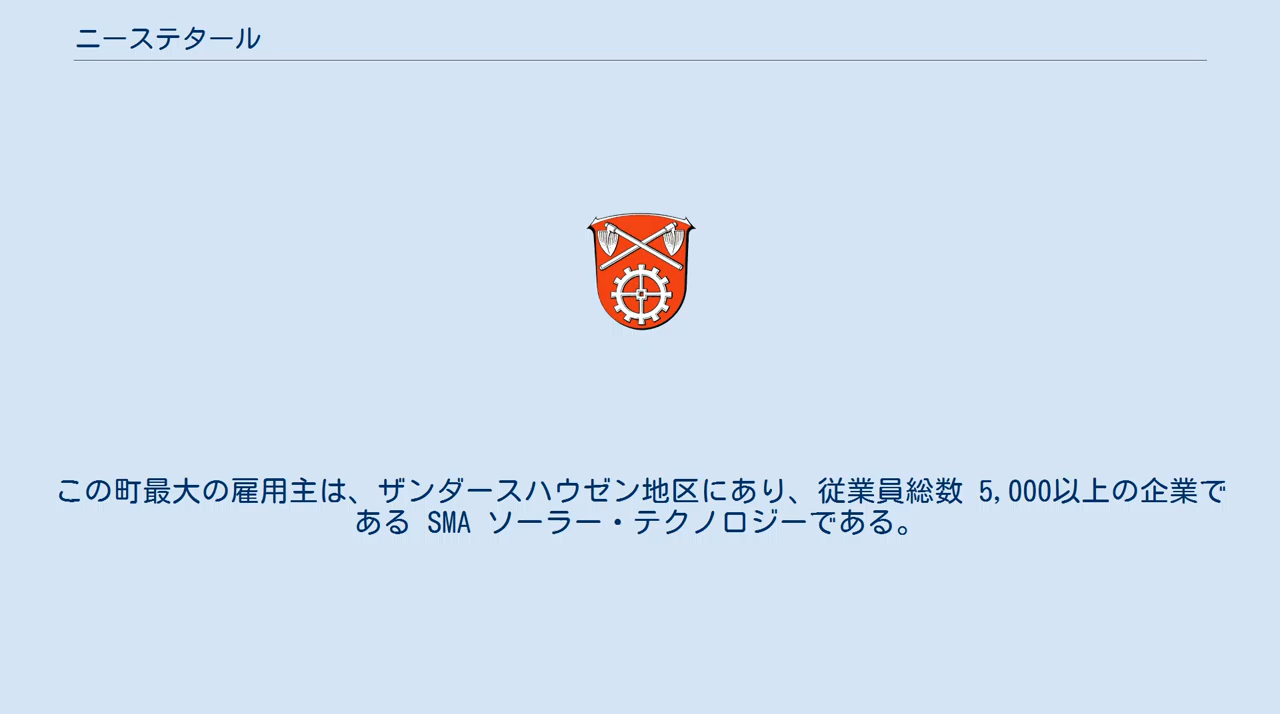 ニーステタール
この町最大の雇用主は、ザンダースハウゼン地区にあり、従業員総数 5,000以上の企業で
ある SMA ソーラー・テクノロジーである。